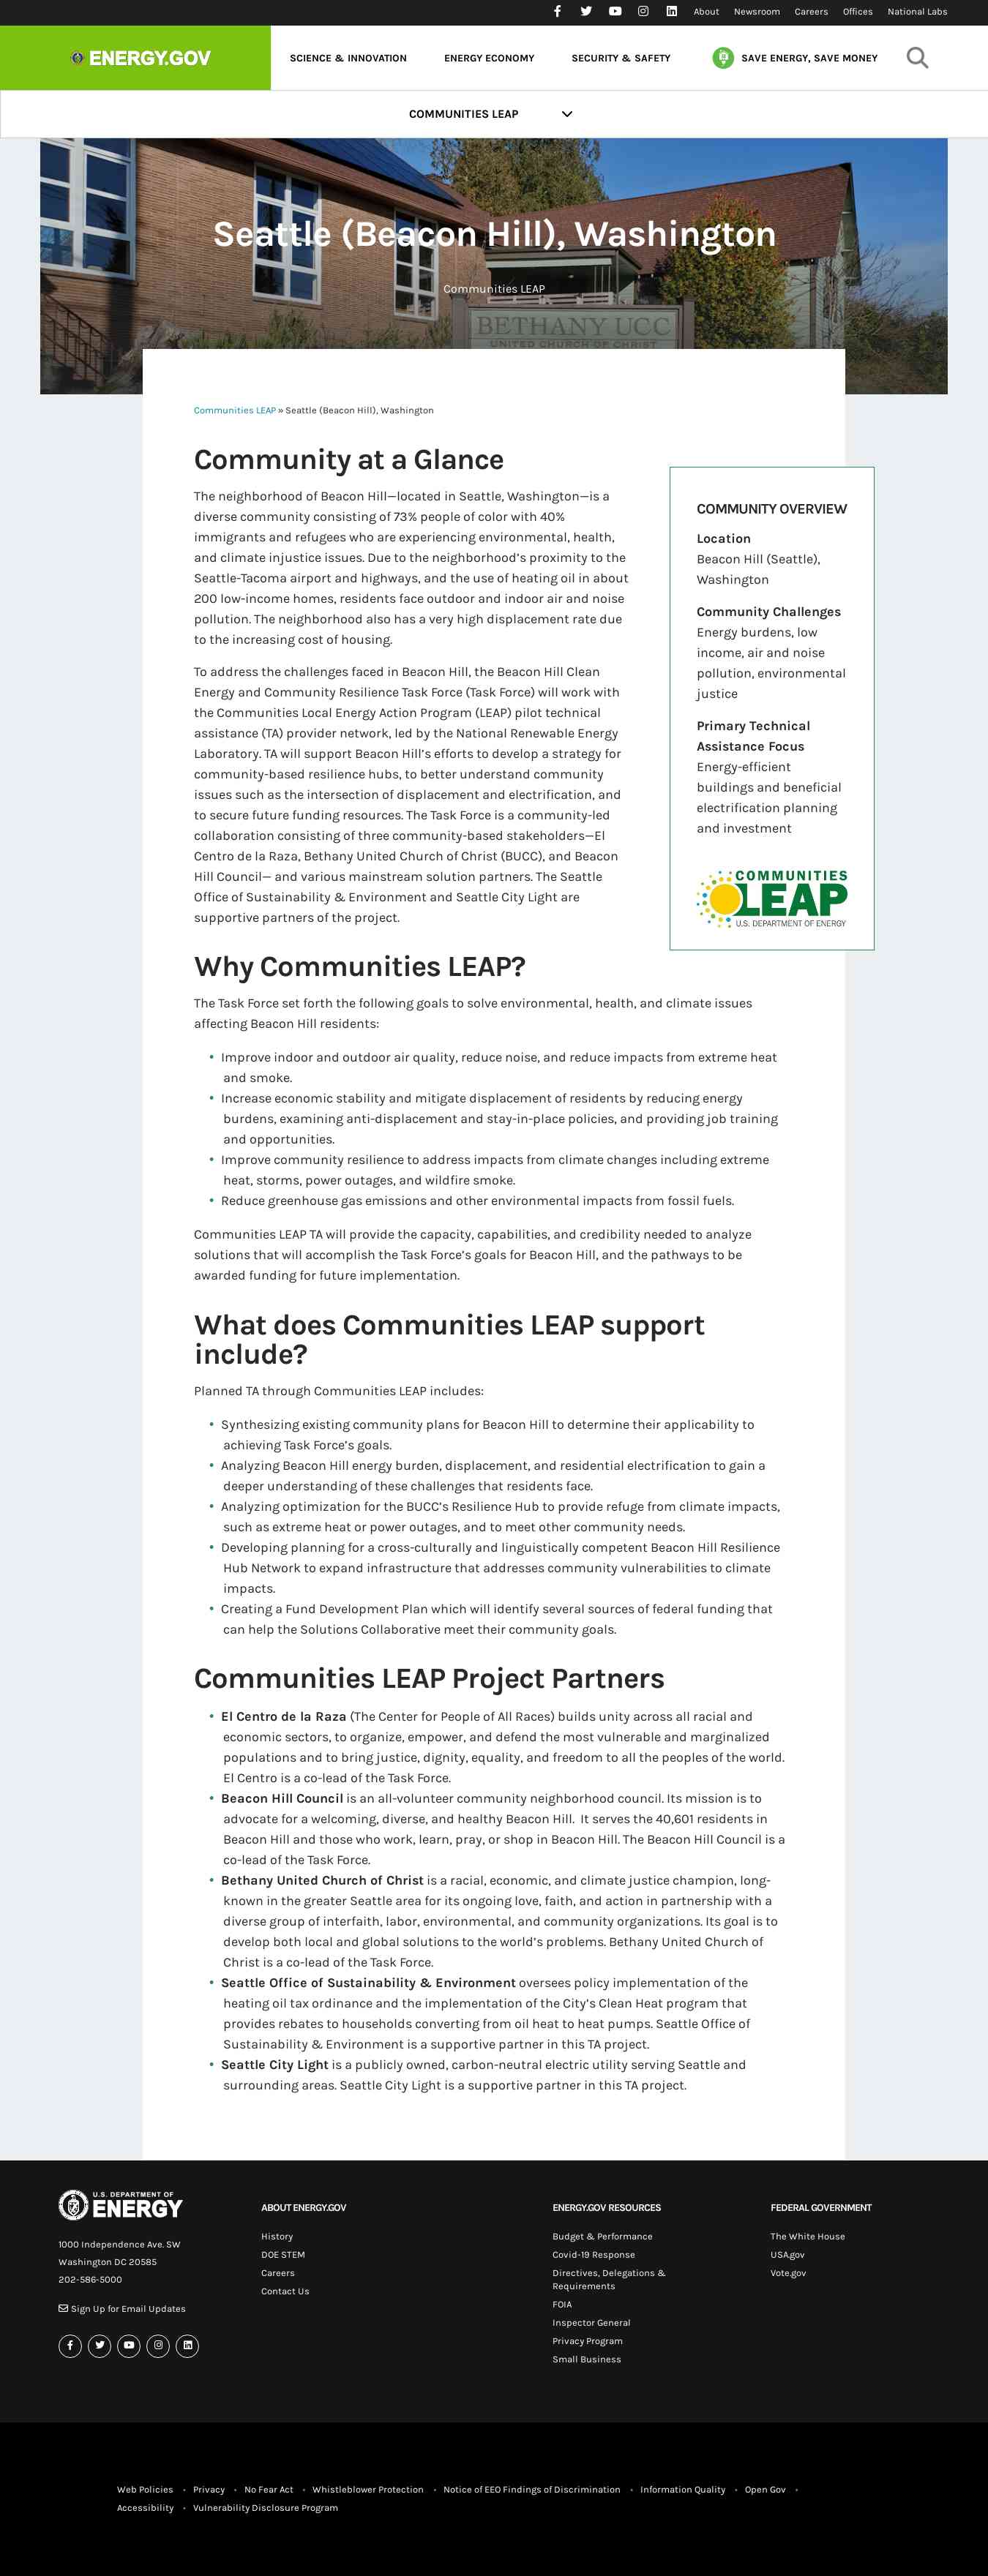 About Newsroom Careers Offices National Labs
ENERGY.GOV
SCIENCE & INNOVATION ENERGY ECONOMY SECURITY & SAFETY SAVE ENERGY, SAVE MONEY
COMMUNITIES LEAP
Seattle (Beacon Hill), Washington
Communities LEAP
BETHANY UCC
UNITED CHURCH OF CHRIST
Communities LEAP » Seattle (Beacon Hill), Washington
Community at a Glance
The neighborhood of Beacon Hill—located in Seattle, Washington—is a
diverse community consisting of 73% people of color with 40%
immigrants and refugees who are experiencing environmental, health,
and climate injustice issues. Due to the neighborhood’s proximity to the
Seattle-Tacoma airport and highways, and the use of heating oil in about
200 low-income homes, residents face outdoor and indoor air and noise
pollution. The neighborhood also has a very high displacement rate due
to the increasing cost of housing.
To address the challenges faced in Beacon Hill, the Beacon Hill Clean
Energy and Community Resilience Task Force (Task Force) will work with
the Communities Local Energy Action Program (LEAP) pilot technical
assistance (TA) provider network, led by the National Renewable Energy
Laboratory. TA will support Beacon Hill’s efforts to develop a strategy for
community-based resilience hubs, to better understand community
issues such as the intersection of displacement and electrification, and
to secure future funding resources. The Task Force is a community-led
collaboration consisting of three community-based stakeholders—El
Centro de la Raza, Bethany United Church of Christ (BUCC), and Beacon
Hill Council— and various mainstream solution partners. The Seattle
Office of Sustainability & Environment and Seattle City Light are
supportive partners of the project.
COMMUNITY OVERVIEW
Location
Beacon Hill (Seattle),
Washington
Community Challenges
Energy burdens, low
income, air and noise
pollution, environmental
justice
Primary Technical
Assistance Focus
Energy-efficient
buildings and beneficial
electrification planning
and investment
COMMUNITIES
LEAP
U.S. DEPARTMENT OF ENERGY
Why Communities LEAP?
The Task Force set forth the following goals to solve environmental, health, and climate issues
affecting Beacon Hill residents:
• Improve indoor and outdoor air quality, reduce noise, and reduce impacts from extreme heat
and smoke.
• Increase economic stability and mitigate displacement of residents by reducing energy
burdens, examining anti-displacement and stay-in-place policies, and providing job training
and opportunities.
• Improve community resilience to address impacts from climate changes including extreme
heat, storms, power outages, and wildfire smoke.
• Reduce greenhouse gas emissions and other environmental impacts from fossil fuels.
Communities LEAP TA will provide the capacity, capabilities, and credibility needed to analyze
solutions that will accomplish the Task Force’s goals for Beacon Hill, and the pathways to be
awarded funding for future implementation.
What does Communities LEAP support
include?
Planned TA through Communities LEAP includes:
• Synthesizing existing community plans for Beacon Hill to determine their applicability to
achieving Task Force’s goals.
• Analyzing Beacon Hill energy burden, displacement, and residential electrification to gain a
deeper understanding of these challenges that residents face.
• Analyzing optimization for the BUCC’s Resilience Hub to provide refuge from climate impacts,
such as extreme heat or power outages, and to meet other community needs.
• Developing planning for a cross-culturally and linguistically competent Beacon Hill Resilience
Hub Network to expand infrastructure that addresses community vulnerabilities to climate
impacts.
• Creating a Fund Development Plan which will identify several sources of federal funding that
can help the Solutions Collaborative meet their community goals.
Communities LEAP Project Partners
• El Centro de la Raza (The Center for People of All Races) builds unity across all racial and
economic sectors, to organize, empower, and defend the most vulnerable and marginalized
populations and to bring justice, dignity, equality, and freedom to all the peoples of the world.
El Centro is a co-lead of the Task Force.
• Beacon Hill Council is an all-volunteer community neighborhood council. Its mission is to
advocate for a welcoming, diverse, and healthy Beacon Hill. It serves the 40,601 residents in
Beacon Hill and those who work, learn, pray, or shop in Beacon Hill. The Beacon Hill Council is a
co-lead of the Task Force.
• Bethany United Church of Christ is a racial, economic, and climate justice champion, long-
known in the greater Seattle area for its ongoing love, faith, and action in partnership with a
diverse group of interfaith, labor, environmental, and community organizations. Its goal is to
develop both local and global solutions to the world’s problems. Bethany United Church of
Christ is a co-lead of the Task Force.
• Seattle Office of Sustainability & Environment oversees policy implementation of the
heating oil tax ordinance and the implementation of the City’s Clean Heat program that
provides rebates to households converting from oil heat to heat pumps. Seattle Office of
Sustainability & Environment is a supportive partner in this TA project.
• Seattle City Light is a publicly owned, carbon-neutral electric utility serving Seattle and
surrounding areas. Seattle City Light is a supportive partner in this TA project.
U.S. DEPARTMENT OF
ENERGY
1000 Independence Ave. SW
Washington DC 20585
202-586-5000
Sign Up for Email Updates
ABOUT ENERGY.GOV
History
DOE STEM
Careers
Contact Us
ENERGY.GOV RESOURCES
Budget & Performance
Covid-19 Response
Directives, Delegations &
Requirements
FOIA
Inspector General
Privacy Program
Small Business
FEDERAL GOVERNMENT
The White House
USA.gov
Vote.gov
Web Policies • Privacy • No Fear Act • Whistleblower Protection • Notice of EEO Findings of Discrimination • Information Quality • Open Gov •
Accessibility • Vulnerability Disclosure Program